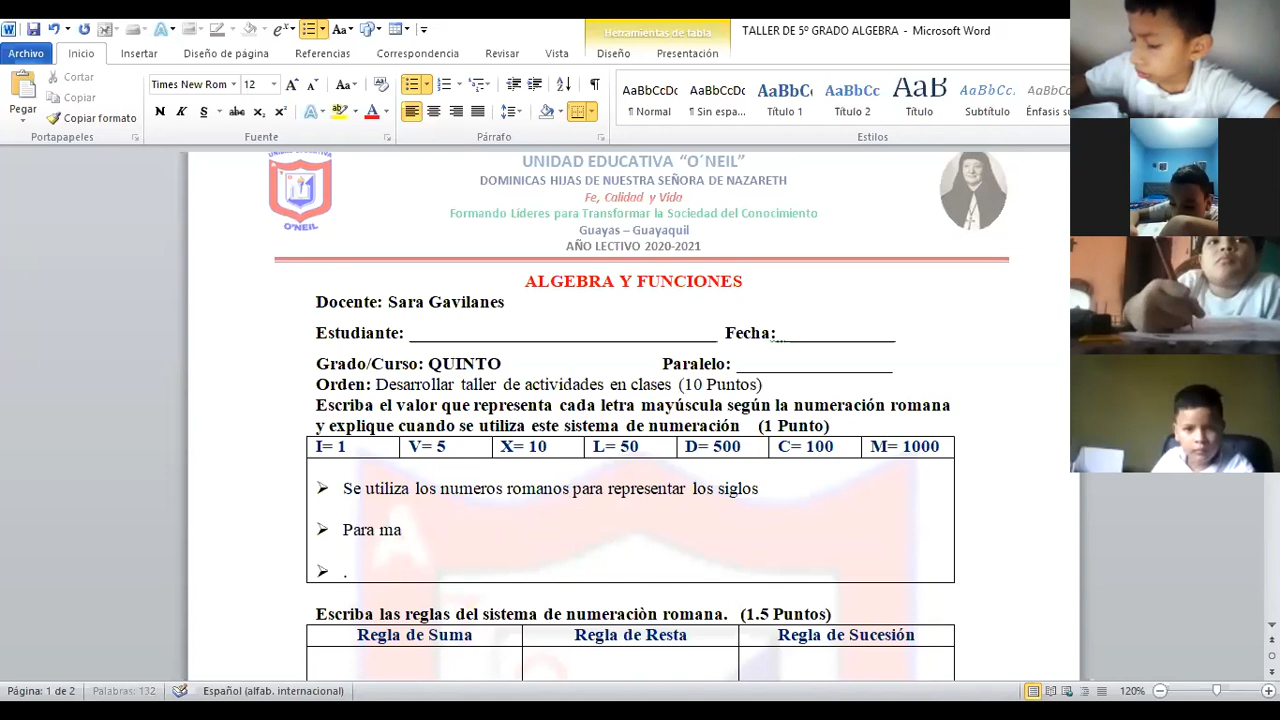 TALLER DE 5º GRADO ALGEBRA - Microsoft Word
Herramientas de tabla
Archivo Inicio Insertar Diseño de página Referencias Correspondencia Revisar Vista Diseño Presentación
Cortar
Copiar
Pegar
Copiar formato
Times New Rom 12
N K S abc x₂ x²
AaBbCcDc AaBbCcDc AaBbCc AaBbCc AaB AaBbCc. AaBbCc
¶ Normal ¶ Sin espa... Título 1 Título 2 Título Subtítulo Énfasis su
Portapapeles Fuente Párrafo Estilos
UNIDAD EDUCATIVA “O´NEIL”
DOMINICAS HIJAS DE NUESTRA SEÑORA DE NAZARETH
Fe, Calidad y Vida
Formando Líderes para Transformar la Sociedad del Conocimiento
Guayas – Guayaquil
AÑO LECTIVO 2020-2021
O'NEIL
ALGEBRA Y FUNCIONES
Docente: Sara Gavilanes
Estudiante: ________ Fecha: ________
Grado/Curso: QUINTO Paralelo: ________
Orden: Desarrollar taller de actividades en clases (10 Puntos)
Escriba el valor que representa cada letra mayúscula según la numeración romana
y explique cuando se utiliza este sistema de numeración (1 Punto)
I= 1 V= 5 X= 10 L= 50 D= 500 C= 100 M= 1000
➢ Se utiliza los numeros romanos para representar los siglos
➢ Para ma
➢ .
Escriba las reglas del sistema de numeraciòn romana. (1.5 Puntos)
Regla de Suma Regla de Resta Regla de Sucesión
Página: 1 de 2 Palabras: 132 Español (alfab. internacional) 120%